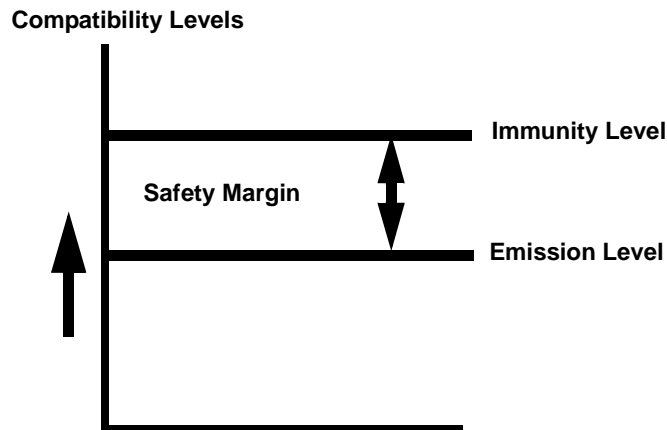 Compatibility Levels
Immunity Level
Safety Margin
Emission Level